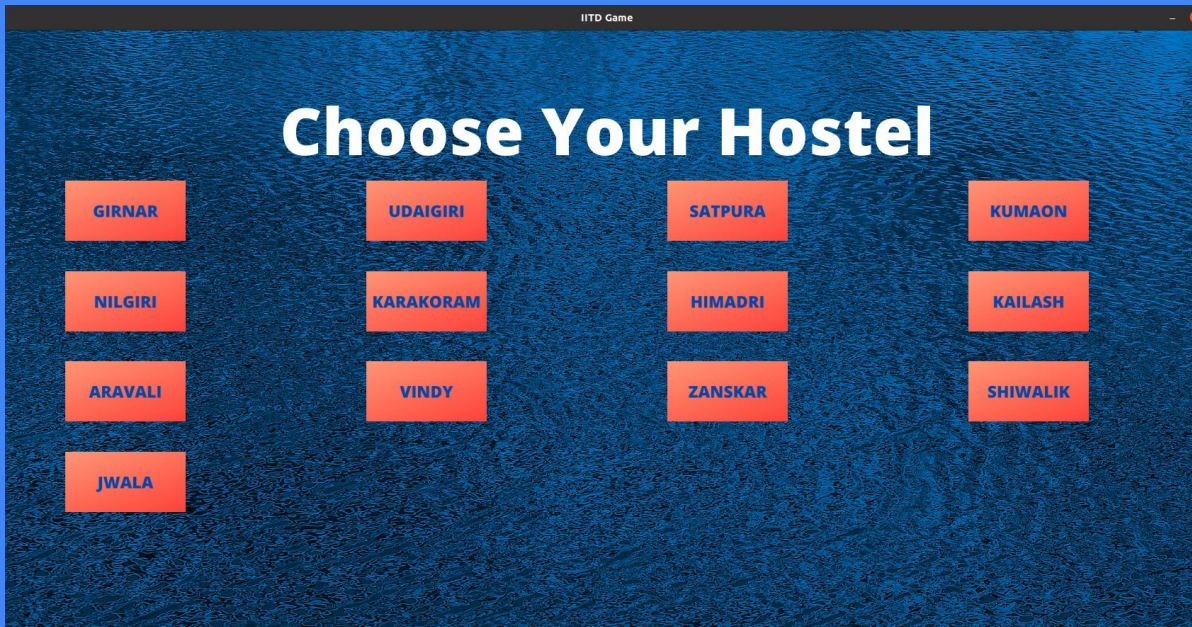 IITD Game
Choose Your Hostel
GIRNAR UDAIGIRI SATPURA KUMAON
NILGIRI KARAKORAM HIMADRI KAILASH
ARAVALI VINDY ZANSKAR SHIWALIK
JWALA